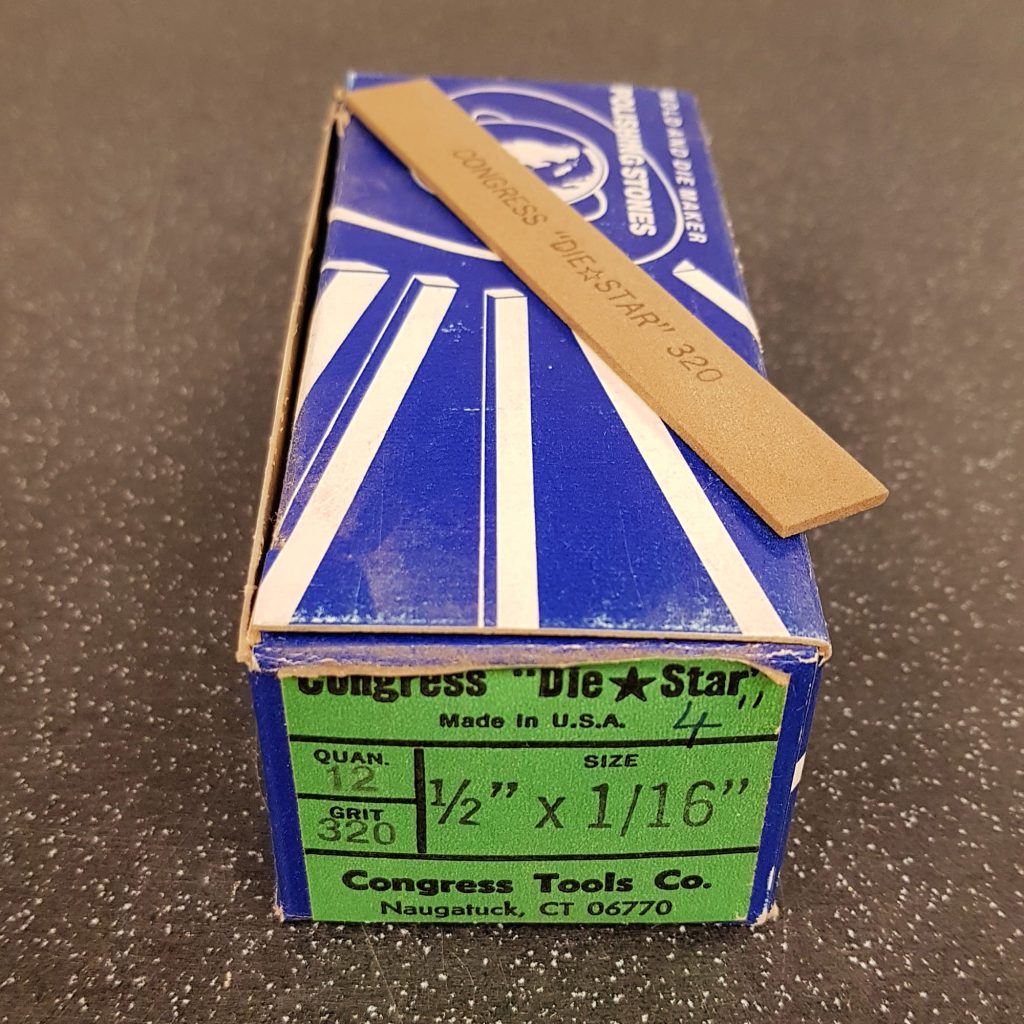 MOLD AND DIE MAKER
POLISHING STONES
CONGRESS "DIE☆STAR" 320
Congress "Die★Star"
Made in U.S.A.
4"
QUAN.
12
SIZE
½" x 1/16"
GRIT
320
Congress Tools Co.
Naugatuck, CT 06770